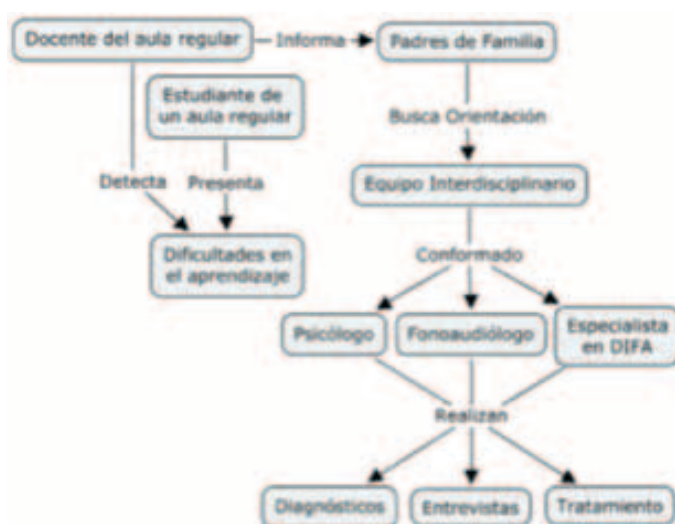 Docente del aula regular
Informa
Padres de Familia
Estudiante de
un aula regular
Busca Orientación
Detecta
Presenta
Equipo Interdisciplinario
Dificultades en
el aprendizaje
Conformado
Psicólogo
Fonoaudiólogo
Especialista
en DIFA
Realizan
Diagnósticos
Entrevistas
Tratamiento